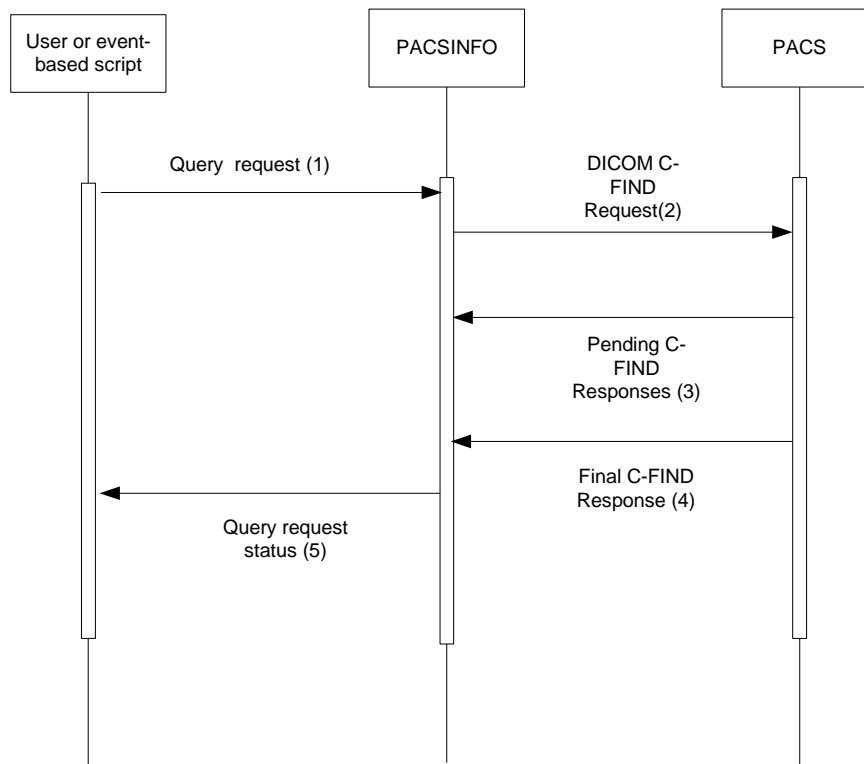 User or event-
based script
PACSINFO
PACS
Query  request (1)
DICOM C-
FIND
Request(2)
Pending C-
FIND
Responses (3)
Final C-FIND
Response (4)
Query request
status (5)